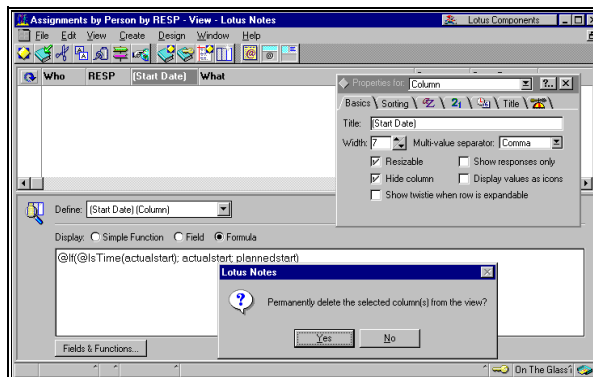 Assignments by Person by RESP - View - Lotus Notes
Lotus Components
File Edit View Create Design Window Help
Who RESP (Start Date) What
Properties for: Column
Basics Sorting Title
Title: (Start Date)
Width: 7 Multi-value separator: Comma
Resizable Show responses only
Hide column Display values as icons
Show twistie when row is expandable
Define: (Start Date) (Column)
Display: Simple Function Field Formula
@If(@IsTime(actualstart); actualstart; plannedstart)
Lotus Notes
Permanently delete the selected column(s) from the view?
Yes No
Fields & Functions...
On The Glass